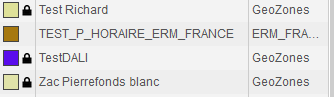 Test Richard GeoZones
TEST_P_HORAIRE_ERM_FRANCE ERM_FRA...
TestDALI GeoZones
Zac Pierrefonds blanc GeoZones